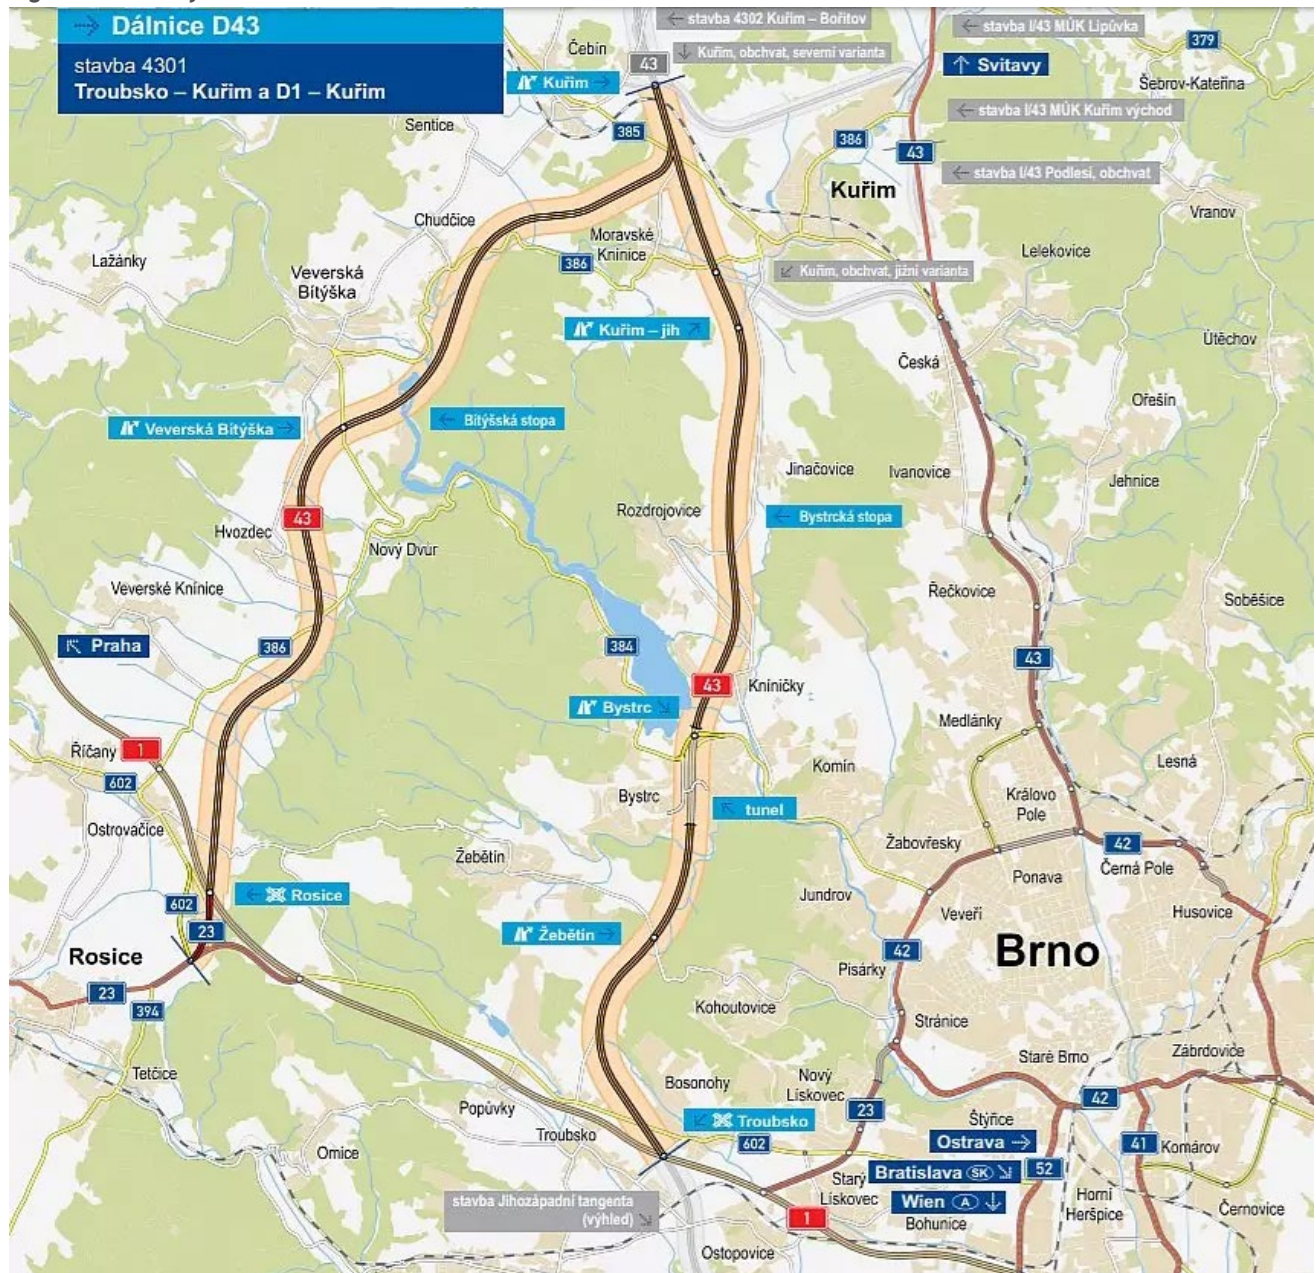 Dálnice D43
stavba 4301
Troubsko – Kuřim a D1 – Kuřim
stavba 4302 Kuřim – Bořitov
stavba I/43 MÚK Lipůvka
379
Čebín
43
Kuřim, obchvat, severní varianta
Svitavy
Kuřim
Šebrov-Kateřina
stavba I/43 MÚK Kuřim východ
Sentice
385
386
43
stavba I/43 Podlesí, obchvat
Kuřim
Chudčice
Vranov
Moravské
Knínice
Lelekovice
Lažánky
386
Veverská
Bítýška
Kuřim, obchvat, jižní varianta
Kuřim – jih
Útěchov
Česká
Ořešín
Veverská Bítýška
Bítýšská stopa
Jinačovice
Ivanovice
Jehnice
43
Rozdrojovice
Bystrcká stopa
Hvozdec
Nový Dvůr
Veverské Knínice
Řečkovice
Soběšice
Praha
386
384
43
43
Kníničky
Bystrc
Medlánky
Říčany
1
Lesná
602
Komín
Bystrc
Královo
Pole
tunel
Ostrovačice
Žabovřesky
42
Žebětín
Černá Pole
Ponava
Rosice
Jundrov
602
Veveří
Husovice
23
Žebětín
Rosice
42
Brno
Pisárky
23
394
Kohoutovice
Stránice
Staré Brno
Zábrdovice
Tetčice
Bosonohy
Nový
Lískovec
42
Popůvky
23
Troubsko
Štýřice
Troubsko
602
Ostrava
41
Komárov
Omice
Bratislava SK
52
Starý
Lískovec
Wien A
stavba Jihozápadní tangenta
(výhled)
1
Bohunice
Horní
Heršpice
Černovice
Ostopovice